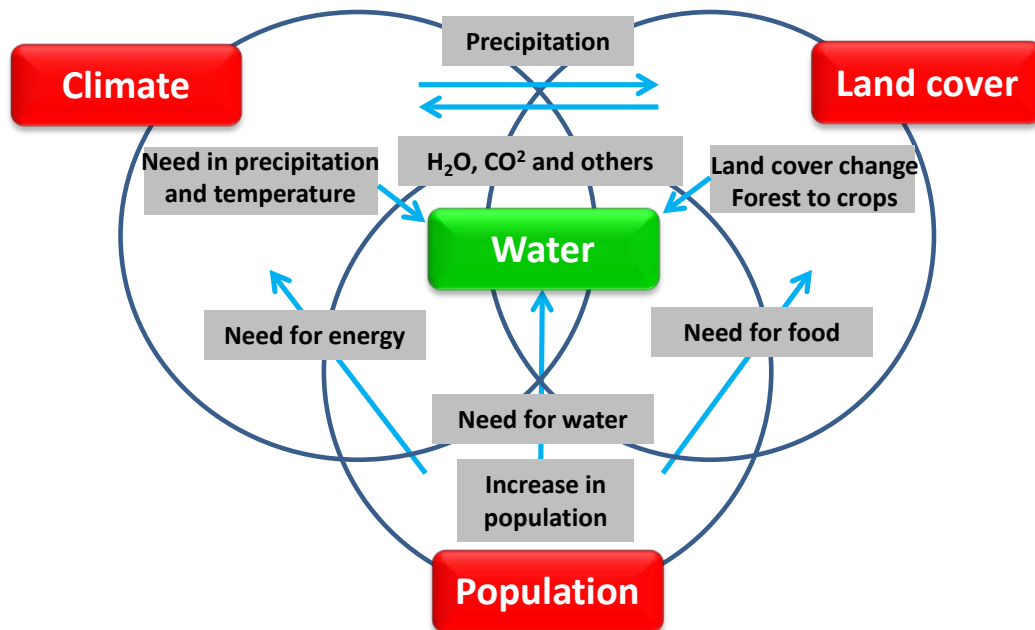 Precipitation
Climate
Land cover
H₂O, CO² and others
Need in precipitation
and temperature
Land cover change
Forest to crops
Water
Need for energy
Need for food
Need for water
Increase in
population
Population